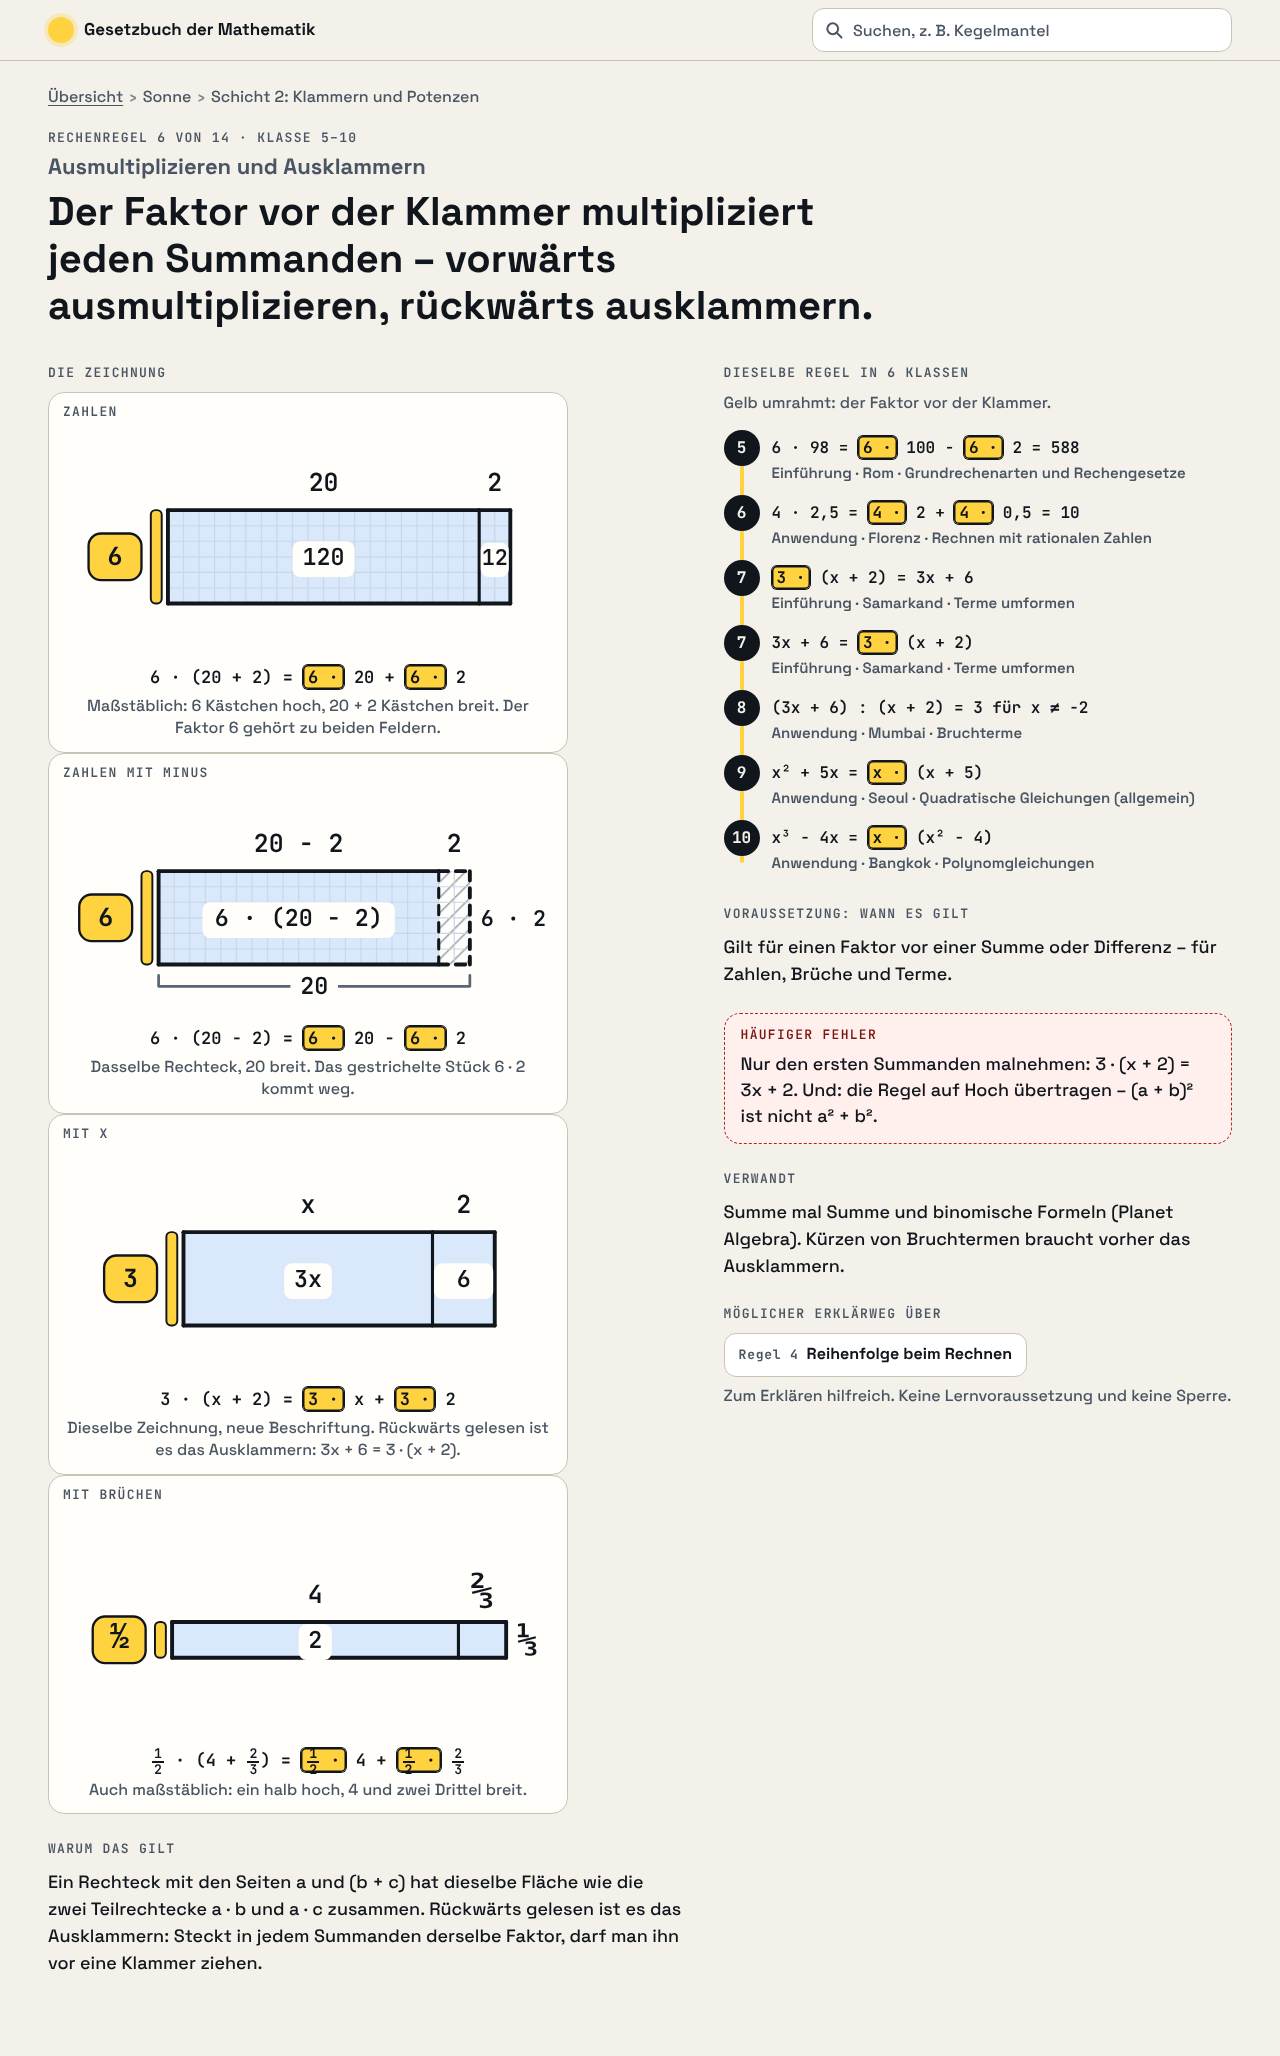 Gesetzbuch der Mathematik
Suchen, z. B. Kegelmantel
Übersicht > Sonne > Schicht 2: Klammern und Potenzen
RECHENREGEL 6 VON 14 · KLASSE 5–10
Ausmultiplizieren und Ausklammern
Der Faktor vor der Klammer multipliziert
jeden Summanden – vorwärts
ausmultiplizieren, rückwärts ausklammern.
DIE ZEICHNUNG
ZAHLEN
20 2
6 120 12
6 · (20 + 2) = 6 · 20 + 6 · 2
Maßstäblich: 6 Kästchen hoch, 20 + 2 Kästchen breit. Der
Faktor 6 gehört zu beiden Feldern.
ZAHLEN MIT MINUS
20 - 2 2
6 6 · (20 - 2) 6 · 2
20
6 · (20 - 2) = 6 · 20 - 6 · 2
Dasselbe Rechteck, 20 breit. Das gestrichelte Stück 6 · 2
kommt weg.
MIT X
x 2
3 3x 6
3 · (x + 2) = 3 · x + 3 · 2
Dieselbe Zeichnung, neue Beschriftung. Rückwärts gelesen ist
es das Ausklammern: 3x + 6 = 3 · (x + 2).
MIT BRÜCHEN
4 ⅔
½ 2 ⅓
1/2 · (4 + 2/3) = 1/2 · 4 + 1/2 · 2/3
Auch maßstäblich: ein halb hoch, 4 und zwei Drittel breit.
WARUM DAS GILT
Ein Rechteck mit den Seiten a und (b + c) hat dieselbe Fläche wie die
zwei Teilrechtecke a · b und a · c zusammen. Rückwärts gelesen ist es das
Ausklammern: Steckt in jedem Summanden derselbe Faktor, darf man ihn
vor eine Klammer ziehen.
DIESELBE REGEL IN 6 KLASSEN
Gelb umrahmt: der Faktor vor der Klammer.
5 6 · 98 = 6 · 100 - 6 · 2 = 588
Einführung · Rom · Grundrechenarten und Rechengesetze
6 4 · 2,5 = 4 · 2 + 4 · 0,5 = 10
Anwendung · Florenz · Rechnen mit rationalen Zahlen
7 3 · (x + 2) = 3x + 6
Einführung · Samarkand · Terme umformen
7 3x + 6 = 3 · (x + 2)
Einführung · Samarkand · Terme umformen
8 (3x + 6) : (x + 2) = 3 für x ≠ -2
Anwendung · Mumbai · Bruchterme
9 x² + 5x = x · (x + 5)
Anwendung · Seoul · Quadratische Gleichungen (allgemein)
10 x³ - 4x = x · (x² - 4)
Anwendung · Bangkok · Polynomgleichungen
VORAUSSETZUNG: WANN ES GILT
Gilt für einen Faktor vor einer Summe oder Differenz – für
Zahlen, Brüche und Terme.
HÄUFIGER FEHLER
Nur den ersten Summanden malnehmen: 3 · (x + 2) =
3x + 2. Und: die Regel auf Hoch übertragen – (a + b)²
ist nicht a² + b².
VERWANDT
Summe mal Summe und binomische Formeln (Planet
Algebra). Kürzen von Bruchtermen braucht vorher das
Ausklammern.
MÖGLICHER ERKLÄRWEG ÜBER
Regel 4 Reihenfolge beim Rechnen
Zum Erklären hilfreich. Keine Lernvoraussetzung und keine Sperre.